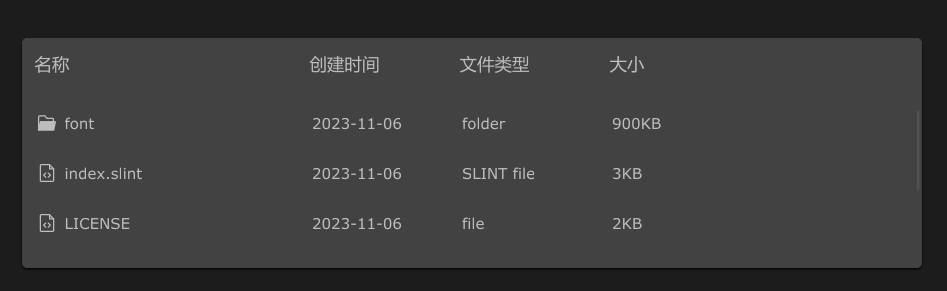 名称 创建时间 文件类型 大小
font 2023-11-06 folder 900KB
index.slint 2023-11-06 SLINT file 3KB
LICENSE 2023-11-06 file 2KB